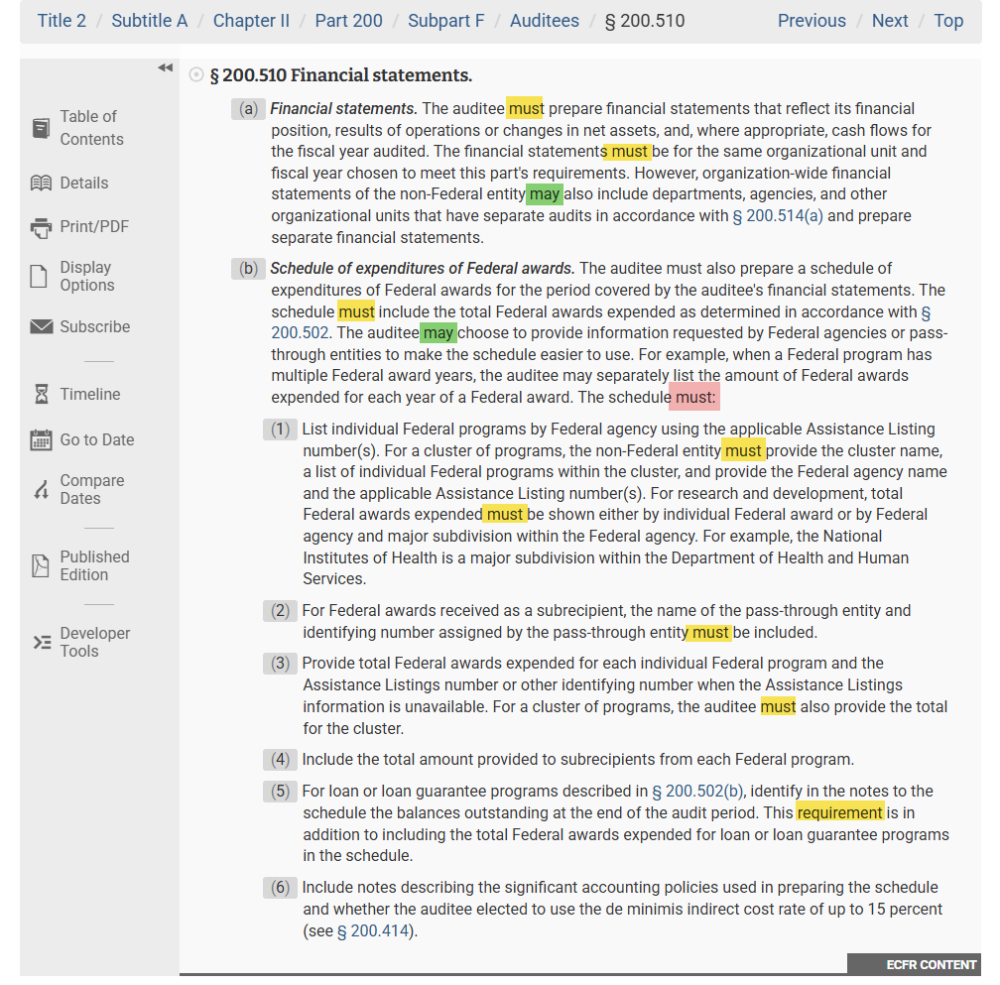 Title 2 / Subtitle A / Chapter II / Part 200 / Subpart F / Auditees / § 200.510
Previous / Next / Top
Table of
Contents
Details
Print/PDF
Display
Options
Subscribe
Timeline
Go to Date
Compare
Dates
Published
Edition
Developer
Tools
§ 200.510 Financial statements.
(a) Financial statements. The auditee must prepare financial statements that reflect its financial
position, results of operations or changes in net assets, and, where appropriate, cash flows for
the fiscal year audited. The financial statements must be for the same organizational unit and
fiscal year chosen to meet this part's requirements. However, organization-wide financial
statements of the non-Federal entity may also include departments, agencies, and other
organizational units that have separate audits in accordance with § 200.514(a) and prepare
separate financial statements.
(b) Schedule of expenditures of Federal awards. The auditee must also prepare a schedule of
expenditures of Federal awards for the period covered by the auditee's financial statements. The
schedule must include the total Federal awards expended as determined in accordance with §
200.502. The auditee may choose to provide information requested by Federal agencies or pass-
through entities to make the schedule easier to use. For example, when a Federal program has
multiple Federal award years, the auditee may separately list the amount of Federal awards
expended for each year of a Federal award. The schedule must:
(1) List individual Federal programs by Federal agency using the applicable Assistance Listing
number(s). For a cluster of programs, the non-Federal entity must provide the cluster name,
a list of individual Federal programs within the cluster, and provide the Federal agency name
and the applicable Assistance Listing number(s). For research and development, total
Federal awards expended must be shown either by individual Federal award or by Federal
agency and major subdivision within the Federal agency. For example, the National
Institutes of Health is a major subdivision within the Department of Health and Human
Services.
(2) For Federal awards received as a subrecipient, the name of the pass-through entity and
identifying number assigned by the pass-through entity must be included.
(3) Provide total Federal awards expended for each individual Federal program and the
Assistance Listings number or other identifying number when the Assistance Listings
information is unavailable. For a cluster of programs, the auditee must also provide the total
for the cluster.
(4) Include the total amount provided to subrecipients from each Federal program.
(5) For loan or loan guarantee programs described in § 200.502(b), identify in the notes to the
schedule the balances outstanding at the end of the audit period. This requirement is in
addition to including the total Federal awards expended for loan or loan guarantee programs
in the schedule.
(6) Include notes describing the significant accounting policies used in preparing the schedule
and whether the auditee elected to use the de minimis indirect cost rate of up to 15 percent
(see § 200.414).
ECFR CONTENT